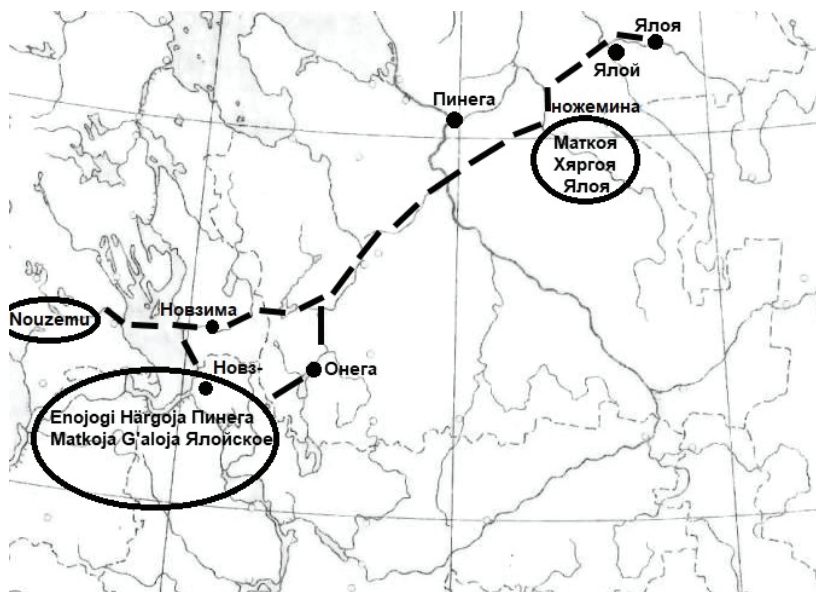 Ялоя
Ялой
Пинега
ножемина
Маткоя
Хяргоя
Ялоя
Новзима
Nouzemu
Новз-
Онега
Enojogi Härgoja Пинега
Matkoja G'aloja Ялойское